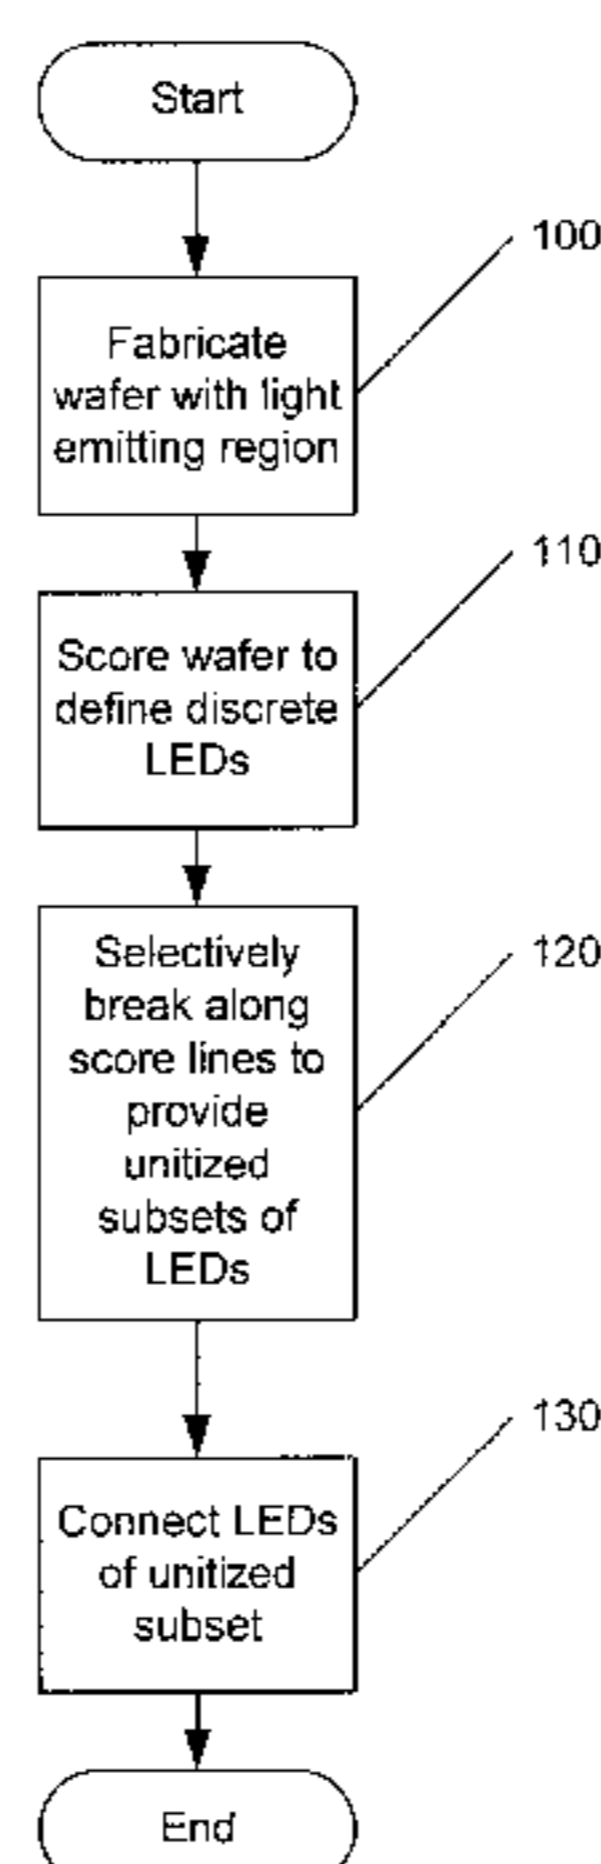 Start
100
Fabricate
wafer with light
emitting region
110
Score wafer to
define discrete
LEDs
120
Selectively
break along
score lines to
provide
unitized
subsets of
LEDs
130
Connect LEDs
of unitized
subset
End